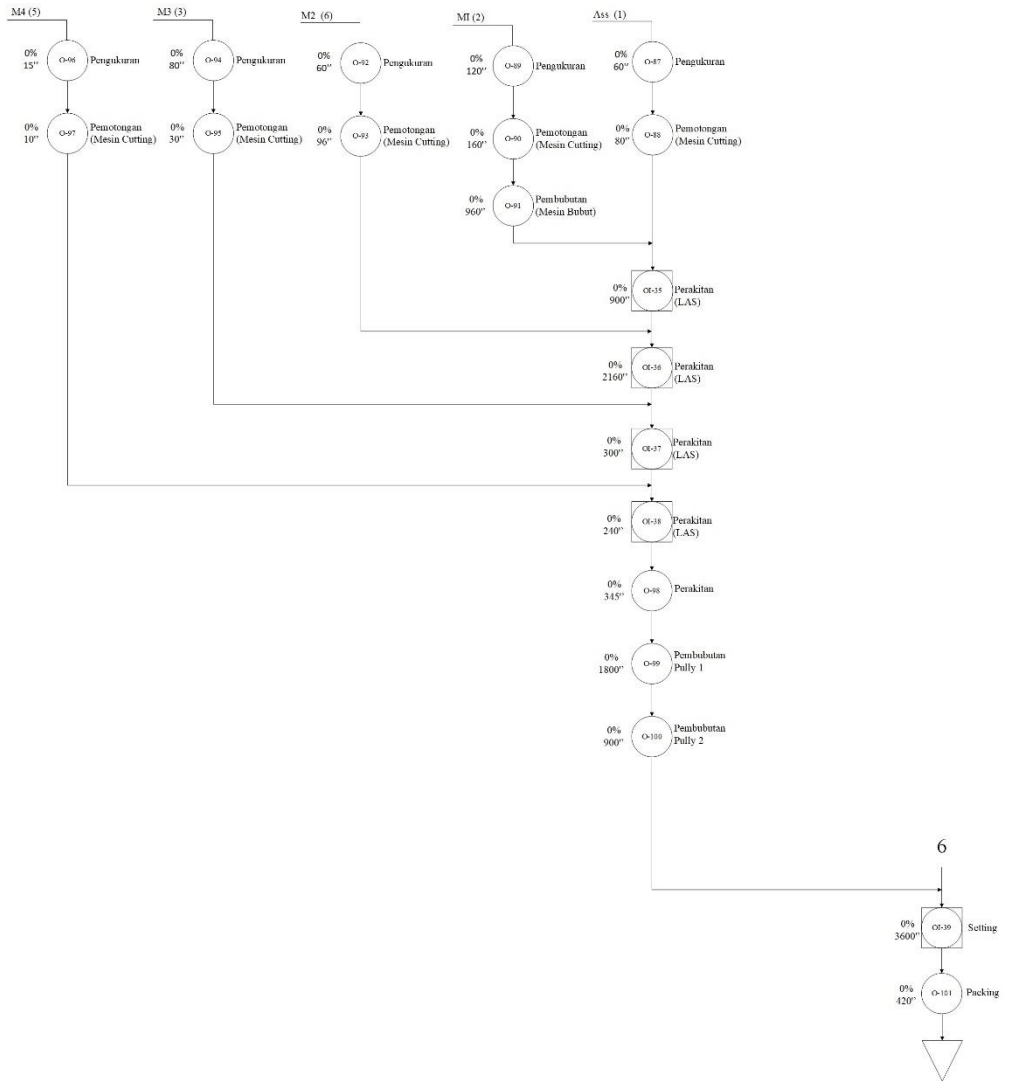 M4 (5)
M3 (3)
M2 (6)
MI (2)
Ass (1)
0%
15"
O-96
Pengukuran
0%
80"
O-94
Pengukuran
0%
60"
O-92
Pengukuran
0%
120"
O-89
Pengukuran
0%
60"
O-87
Pengukuran
0%
10"
O-97
Pemotongan
(Mesin Cutting)
0%
30"
O-95
Pemotongan
(Mesin Cutting)
0%
96"
O-93
Pemotongan
(Mesin Cutting)
0%
160"
O-90
Pemotongan
(Mesin Cutting)
0%
80"
O-88
Pemotongan
(Mesin Cutting)
0%
960"
O-91
Pembubutan
(Mesin Bubut)
0%
900"
OI-35
Perakitan
(LAS)
0%
2160"
OI-36
Perakitan
(LAS)
0%
300"
OI-37
Perakitan
(LAS)
0%
240"
OI-38
Perakitan
(LAS)
0%
345"
O-98
Perakitan
0%
1800"
O-99
Pembubutan
Pully 1
0%
900"
O-100
Pembubutan
Pully 2
6
0%
3600"
OI-39
Setting
0%
420"
O-101
Packing